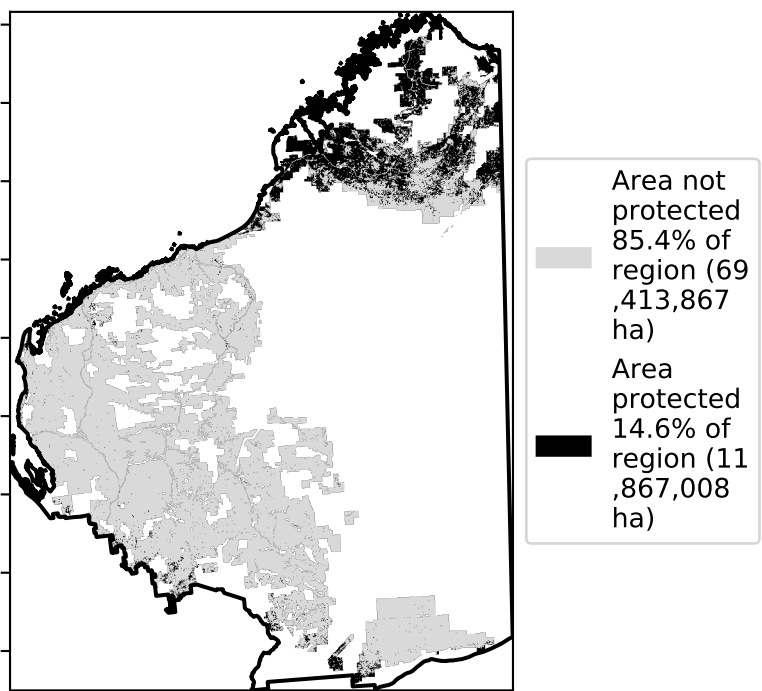 Area not
protected
85.4% of
region (69
,413,867
ha)
Area
protected
14.6% of
region (11
,867,008
ha)